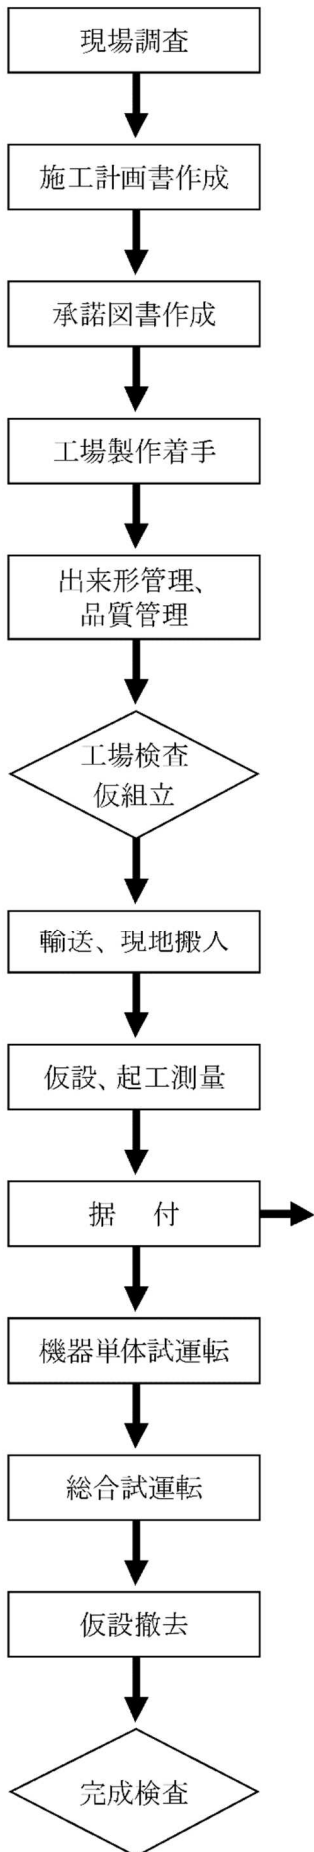 現場調査
施工計画書作成
承諾図書作成
工場製作着手
出来形管理、
品質管理
工場検査
仮組立
輸送、現地搬人
仮設、起工測量
据　付
機器単体試運転
総合試運転
仮設撤去
完成検査